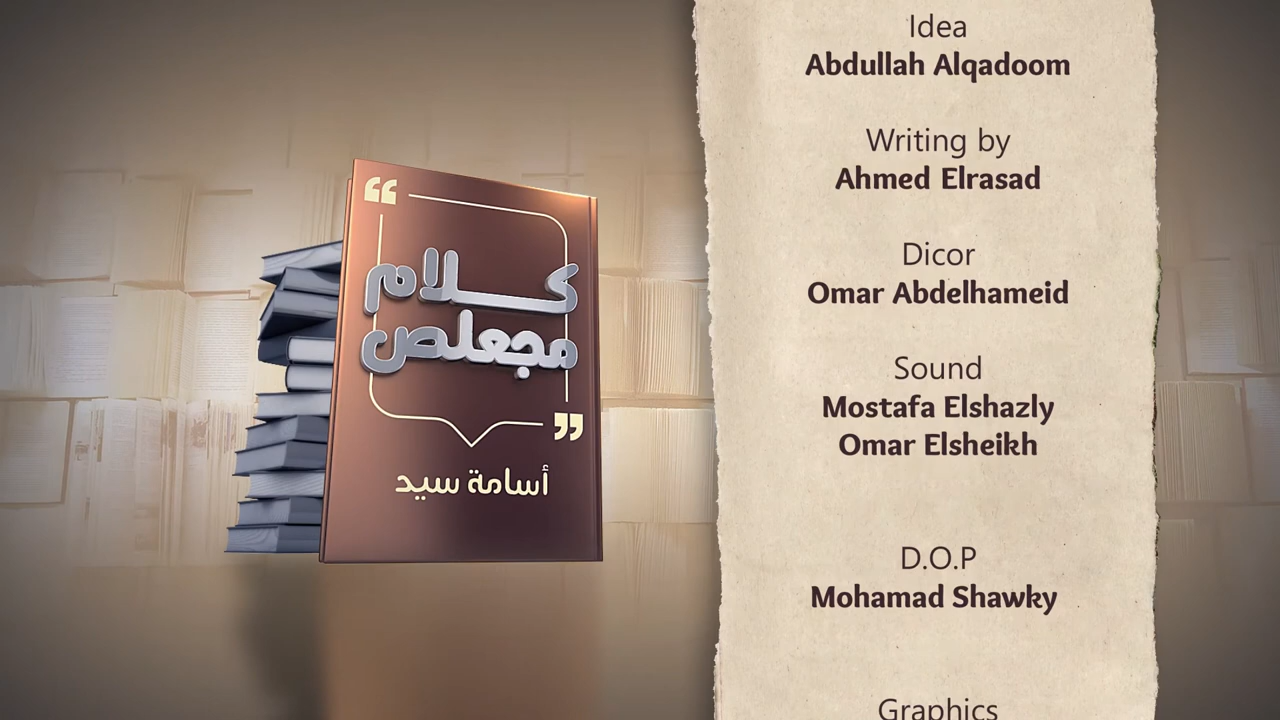 “
كلام
مجعلص
”
أسامة سيد
Idea
Abdullah Alqadoom
Writing by
Ahmed Elrasad
Dicor
Omar Abdelhameid
Sound
Mostafa Elshazly
Omar Elsheikh
D.O.P
Mohamad Shawky
Graphics